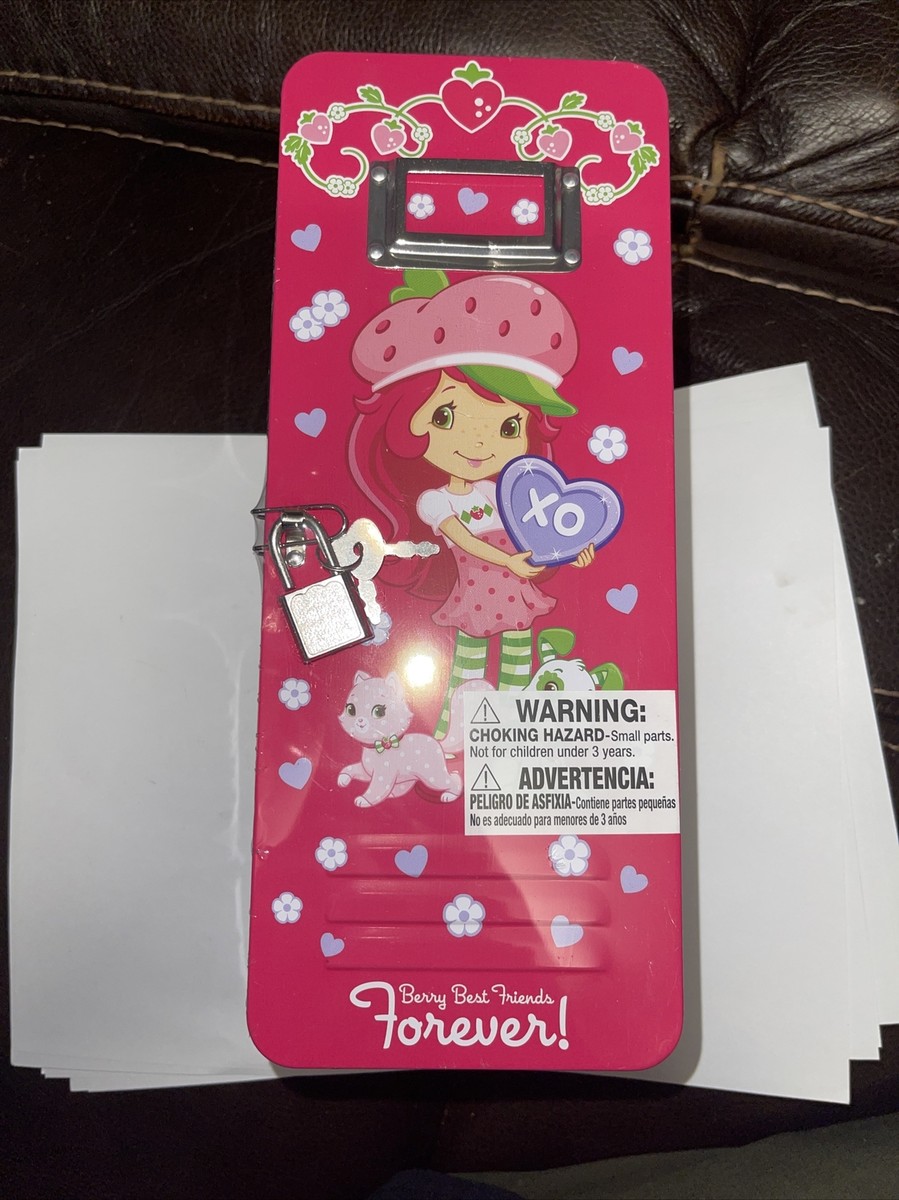 XO
WARNING:
CHOKING HAZARD-Small parts.
Not for children under 3 years.
ADVERTENCIA:
PELIGRO DE ASFIXIA-Contiene partes pequeñas
No es adecuado para menores de 3 años
Berry Best Friends
Forever!